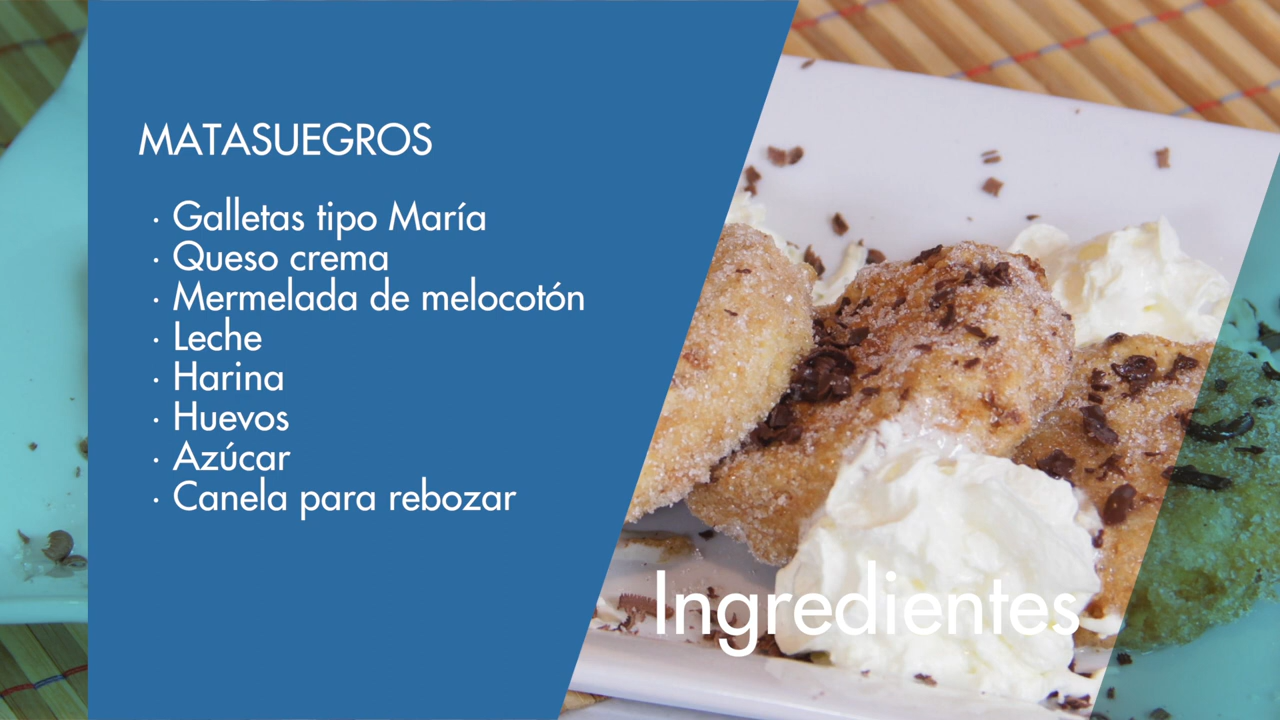 MATASUEGROS
· Galletas tipo María
· Queso crema
· Mermelada de melocotón
· Leche
· Harina
· Huevos
· Azúcar
· Canela para rebozar
Ingredientes